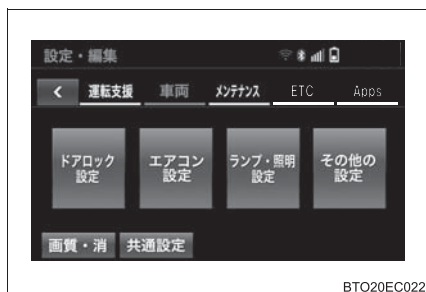 設定・編集
運転支援 車両 メンテナンス ETC Apps
ドアロック設定 エアコン設定 ランプ・照明設定 その他の設定
画質・消 共通設定
BTO20EC022